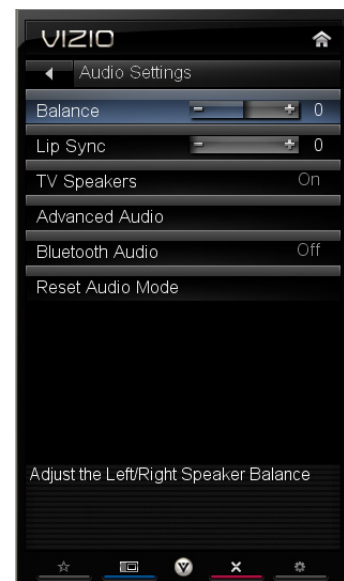 VIZIO
Audio Settings
Balance - + 0
Lip Sync - + 0
TV Speakers On
Advanced Audio
Bluetooth Audio Off
Reset Audio Mode
Adjust the Left/Right Speaker Balance
V